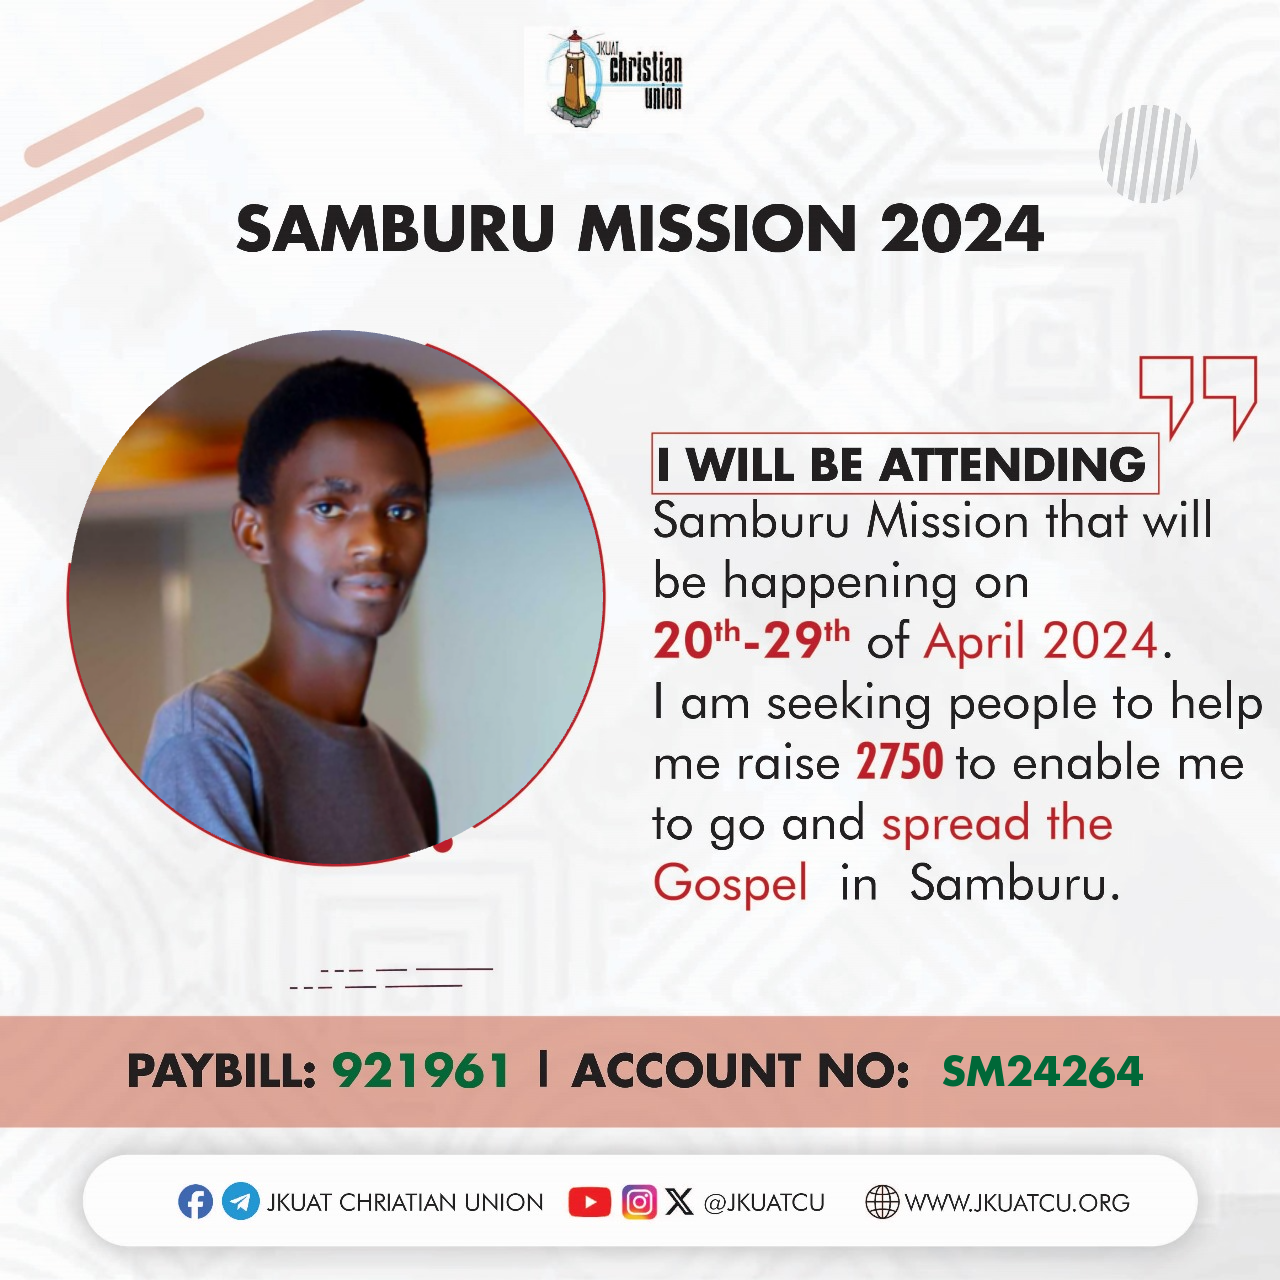 JKUAT
christian
union
SAMBURU MISSION 2024
I WILL BE ATTENDING
Samburu Mission that will
be happening on
20th-29th of April 2024.
I am seeking people to help
me raise 2750 to enable me
to go and spread the
Gospel in Samburu.
PAYBILL: 921961 | ACCOUNT NO: SM24264
JKUAT CHRIATIAN UNION @JKUATCU WWW.JKUATCU.ORG